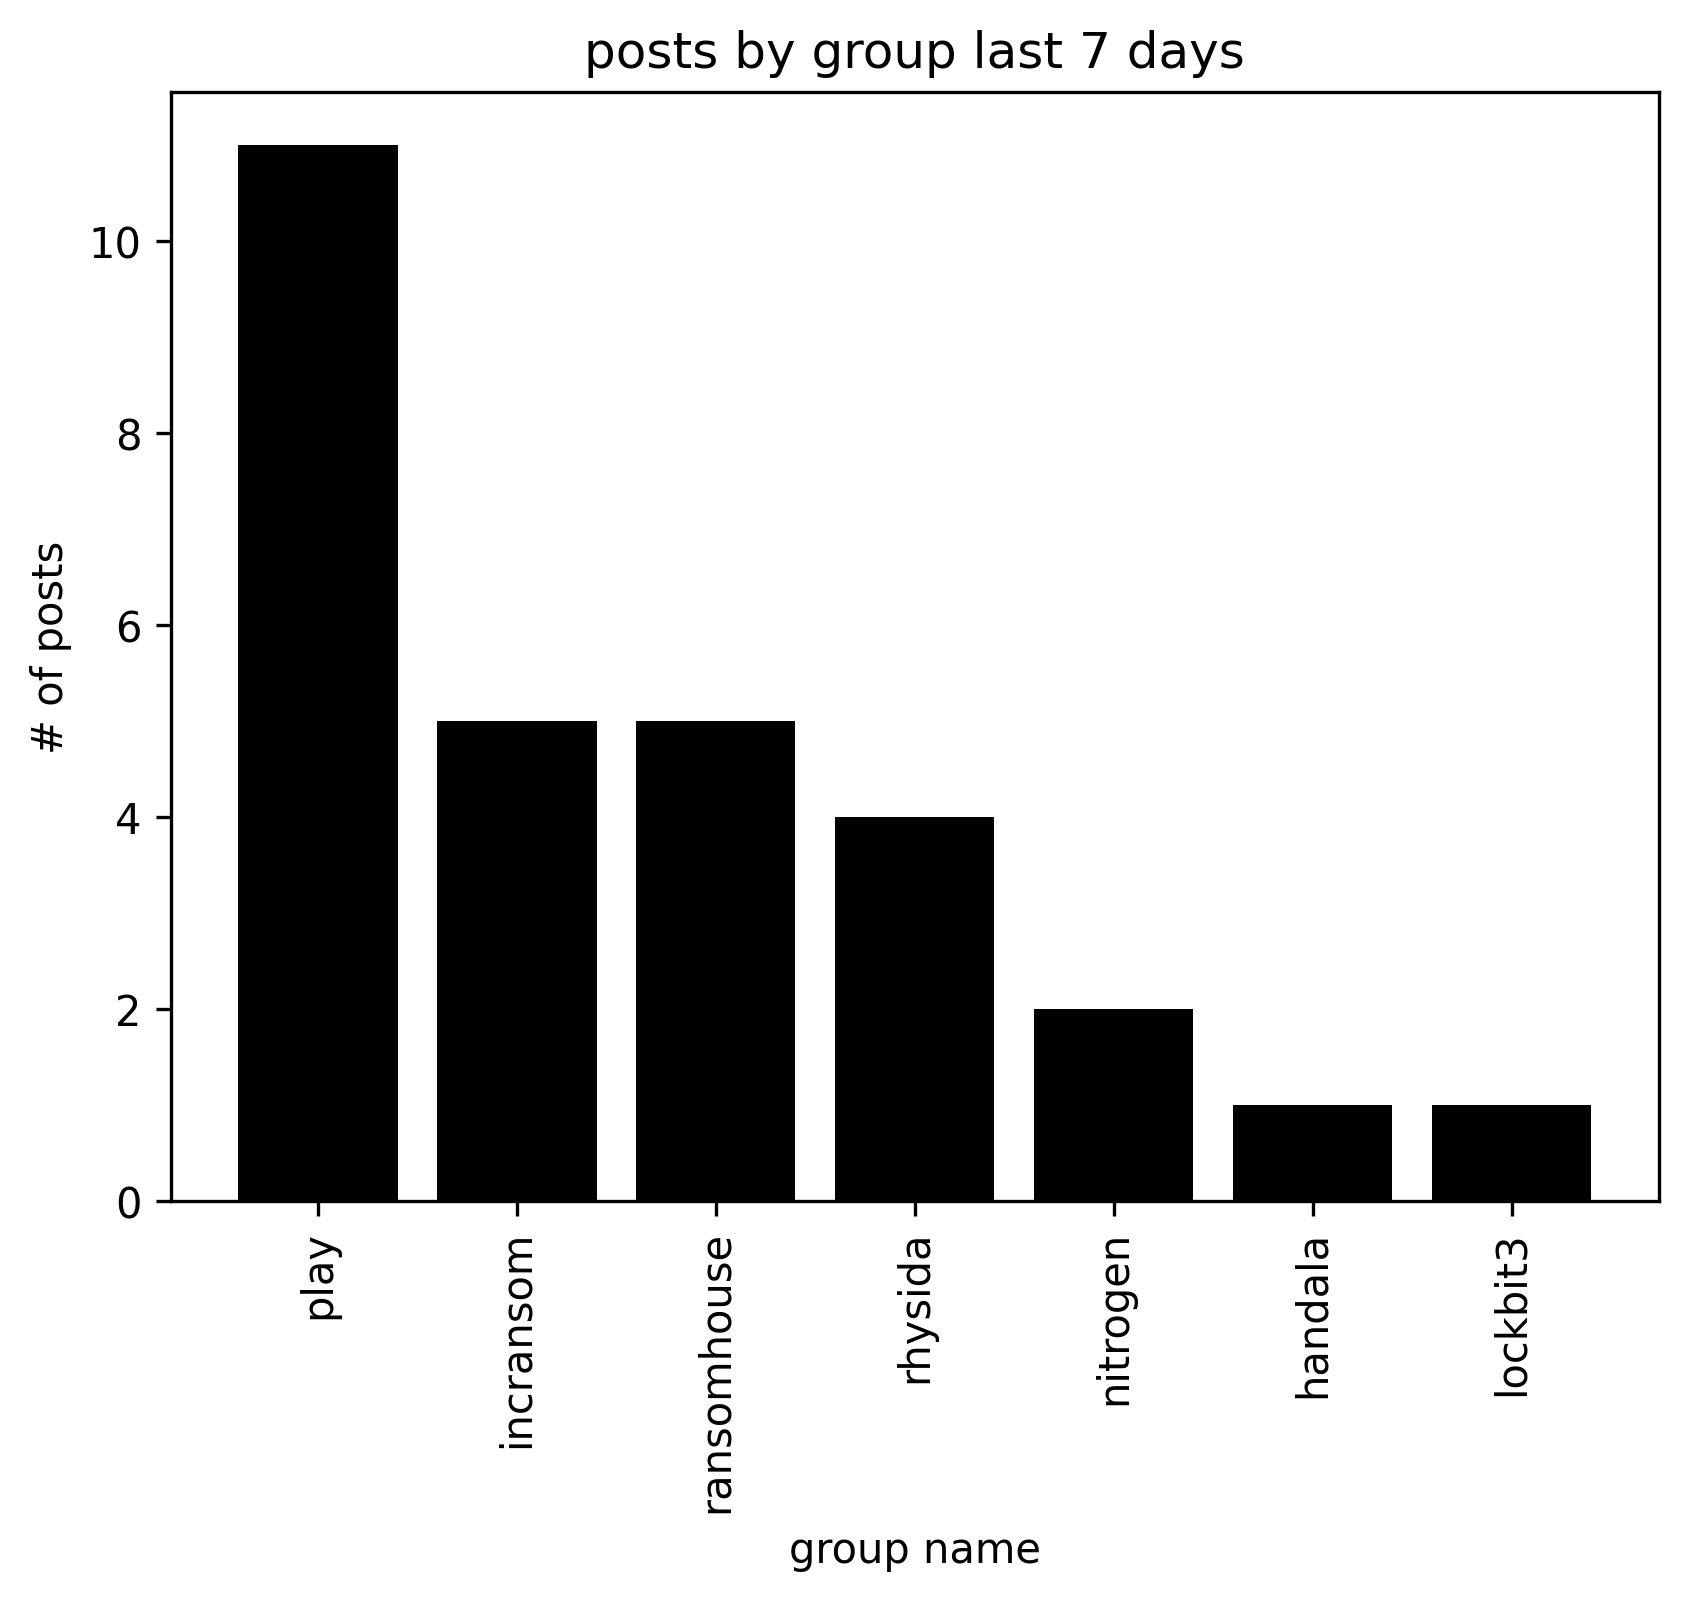 posts by group last 7 days
# of posts
10
8
6
4
2
0
play
incransom
ransomhouse
rhysida
nitrogen
handala
lockbit3
group name